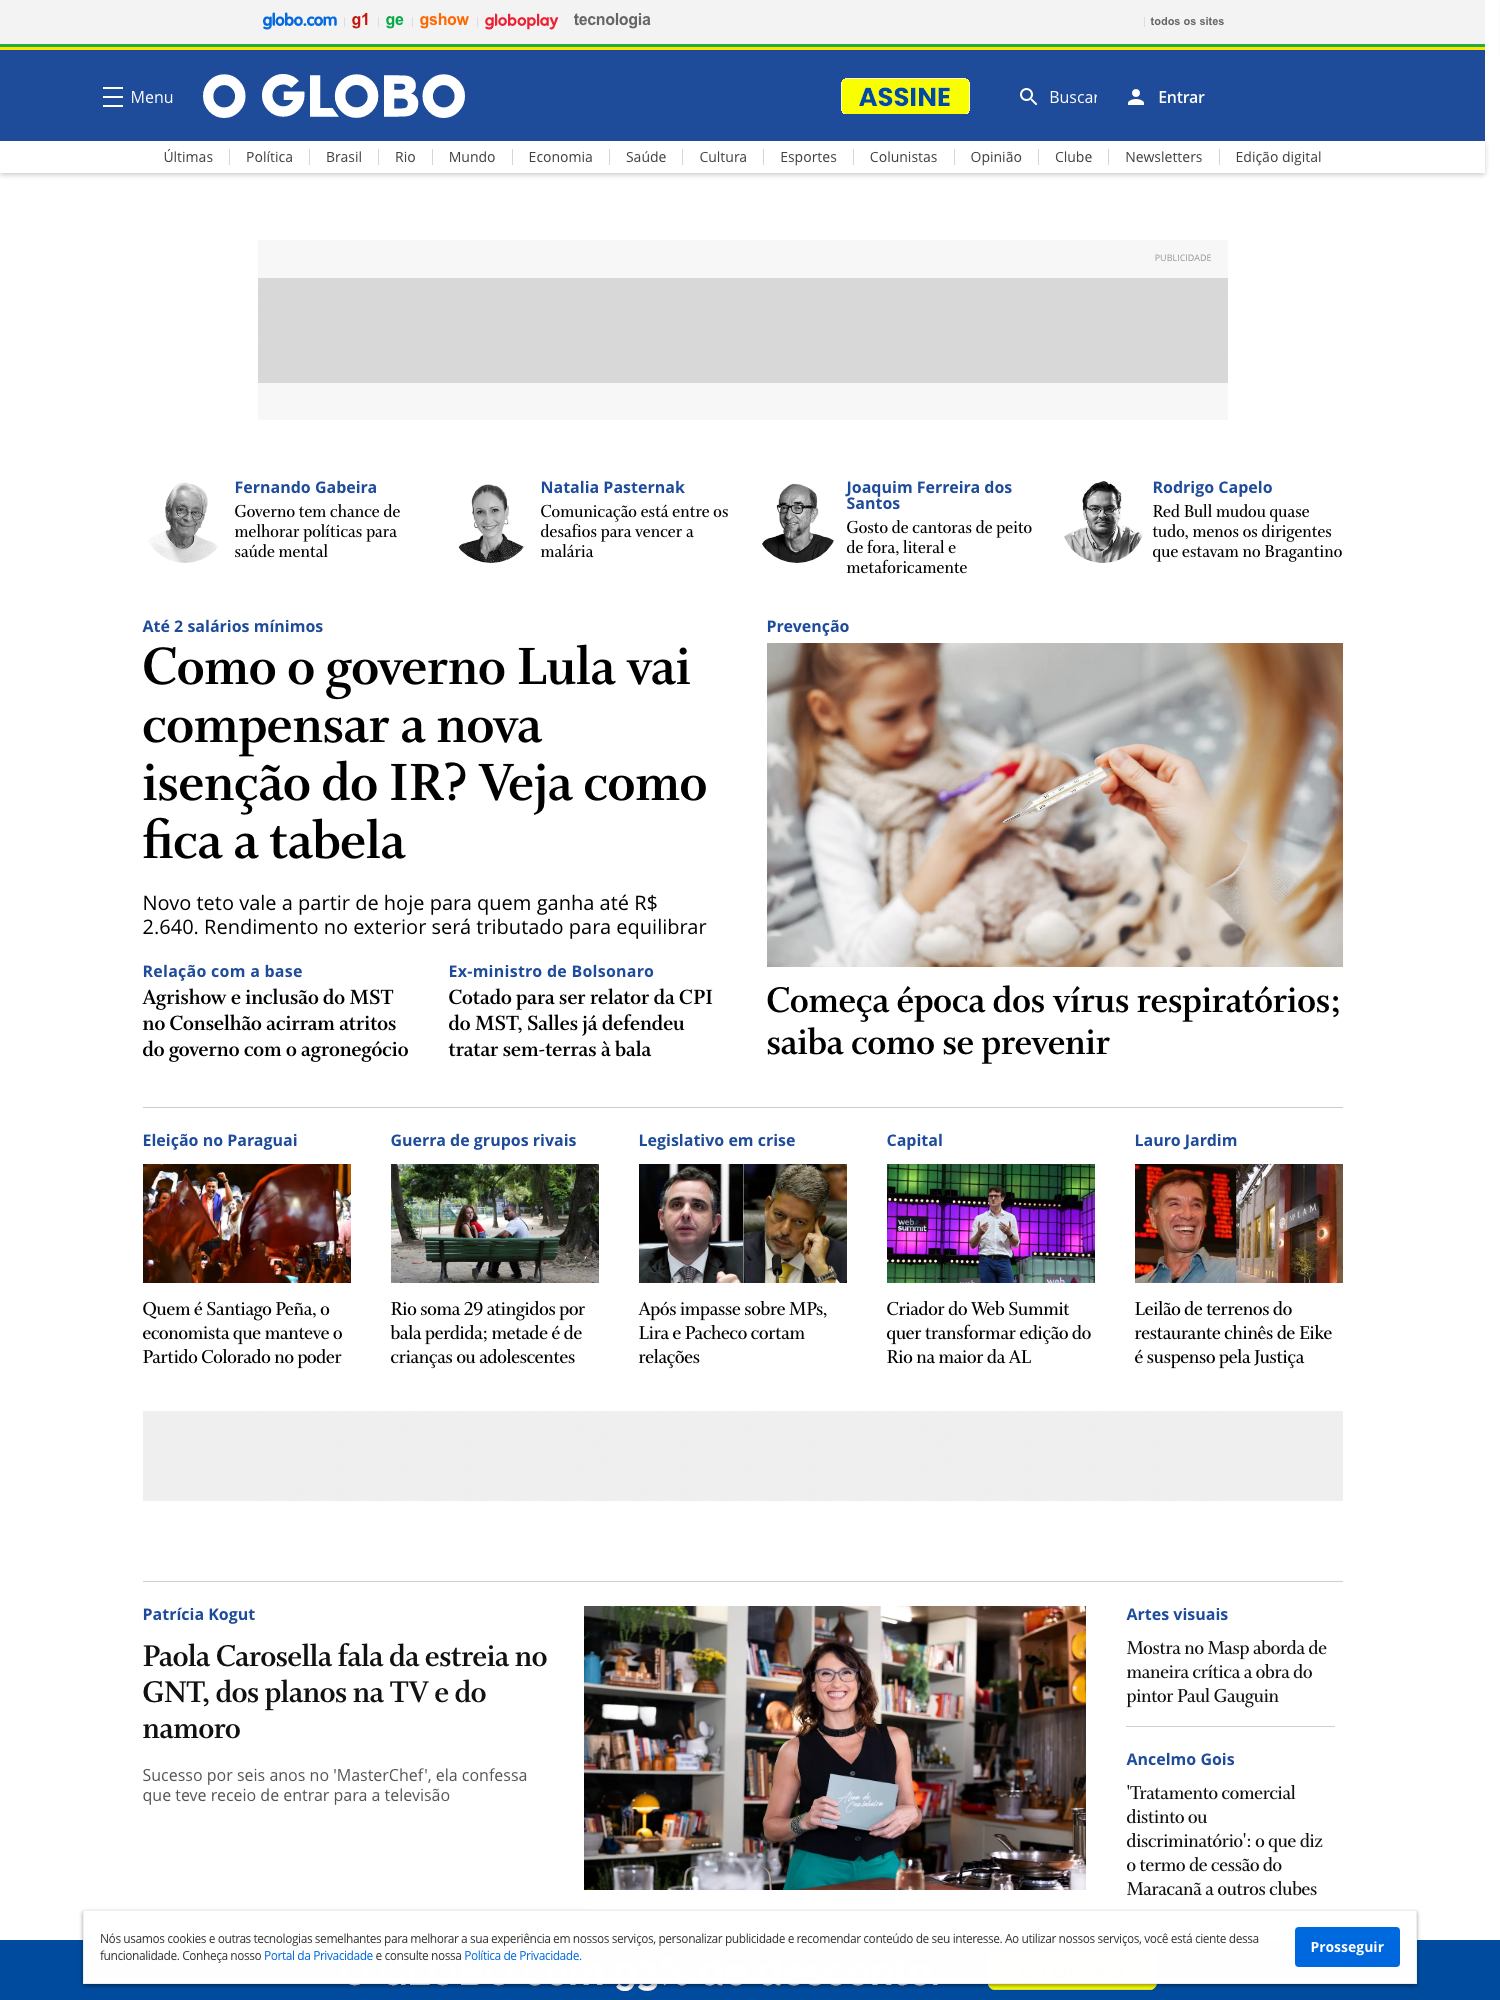 globo.com g1 ge gshow globoplay tecnologia todos os sites
Menu O GLOBO ASSINE Buscar Entrar
Últimas Política Brasil Rio Mundo Economia Saúde Cultura Esportes Colunistas Opinião Clube Newsletters Edição digital
PUBLICIDADE
Fernando Gabeira
Governo tem chance de
melhorar políticas para
saúde mental
Natalia Pasternak
Comunicação está entre os
desafios para vencer a
malária
Joaquim Ferreira dos
Santos
Gosto de cantoras de peito
de fora, literal e
metaforicamente
Rodrigo Capelo
Red Bull mudou quase
tudo, menos os dirigentes
que estavam no Bragantino
Até 2 salários mínimos
Como o governo Lula vai
compensar a nova
isenção do IR? Veja como
fica a tabela
Novo teto vale a partir de hoje para quem ganha até R$
2.640. Rendimento no exterior será tributado para equilibrar
Relação com a base
Agrishow e inclusão do MST
no Conselhão acirram atritos
do governo com o agronegócio
Ex-ministro de Bolsonaro
Cotado para ser relator da CPI
do MST, Salles já defendeu
tratar sem-terras à bala
Prevenção
Começa época dos vírus respiratórios;
saiba como se prevenir
Eleição no Paraguai
Quem é Santiago Peña, o
economista que manteve o
Partido Colorado no poder
Guerra de grupos rivais
Rio soma 29 atingidos por
bala perdida; metade é de
crianças ou adolescentes
Legislativo em crise
Após impasse sobre MPs,
Lira e Pacheco cortam
relações
Capital
web summit
web
Criador do Web Summit
quer transformar edição do
Rio na maior da AL
Lauro Jardim
Leilão de terrenos do
restaurante chinês de Eike
é suspenso pela Justiça
Patrícia Kogut
Paola Carosella fala da estreia no
GNT, dos planos na TV e do
namoro
Sucesso por seis anos no 'MasterChef', ela confessa
que teve receio de entrar para a televisão
Artes visuais
Mostra no Masp aborda de
maneira crítica a obra do
pintor Paul Gauguin
Ancelmo Gois
'Tratamento comercial
distinto ou
discriminatório': o que diz
o termo de cessão do
Maracanã a outros clubes
Nós usamos cookies e outras tecnologias semelhantes para melhorar a sua experiência em nossos serviços, personalizar publicidade e recomendar conteúdo de seu interesse. Ao utilizar nossos serviços, você está ciente dessa
funcionalidade. Conheça nosso Portal da Privacidade e consulte nossa Política de Privacidade.
Prosseguir